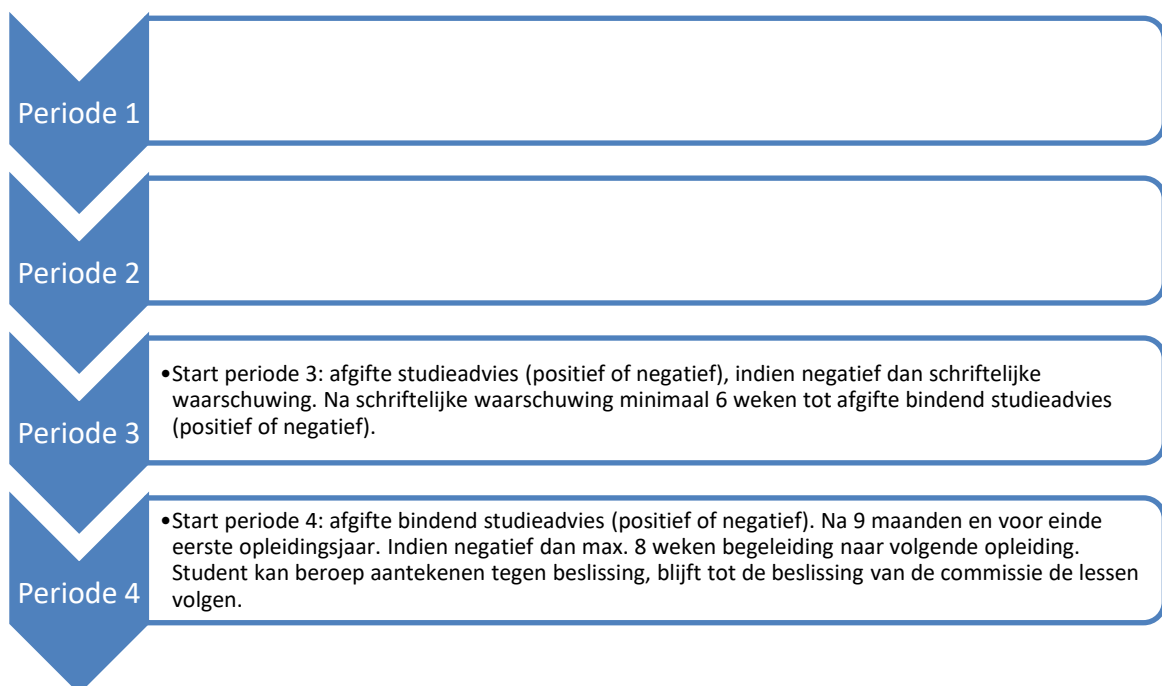 Periode 1
Periode 2
Periode 3
•Start periode 3: afgifte studieadvies (positief of negatief), indien negatief dan schriftelijke
waarschuwing. Na schriftelijke waarschuwing minimaal 6 weken tot afgifte bindend studieadvies
(positief of negatief).
Periode 4
•Start periode 4: afgifte bindend studieadvies (positief of negatief). Na 9 maanden en voor einde
eerste opleidingsjaar. Indien negatief dan max. 8 weken begeleiding naar volgende opleiding.
Student kan beroep aantekenen tegen beslissing, blijft tot de beslissing van de commissie de lessen
volgen.